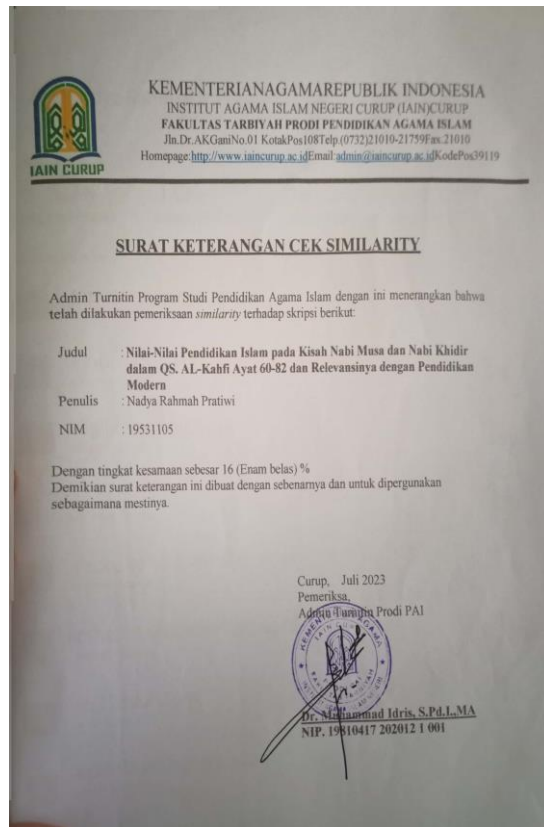 KEMENTERIANAGAMAREPUBLIK INDONESIA
INSTITUT AGAMA ISLAM NEGERI CURUP (IAIN)CURUP
FAKULTAS TARBIYAH PRODI PENDIDIKAN AGAMA ISLAM
Jln.Dr.AKGaniNo.01 KotakPos108Telp.(0732)21010-21759Fax.21010
Homepage:http://www.iaincurup.ac.idEmail:admin@iaincurup.ac.idKodePos39119
IAIN CURUP
SURAT KETERANGAN CEK SIMILARITY
Admin Turnitin Program Studi Pendidikan Agama Islam dengan ini menerangkan bahwa
telah dilakukan pemeriksaan similarity terhadap skripsi berikut:
Judul : Nilai-Nilai Pendidikan Islam pada Kisah Nabi Musa dan Nabi Khidir
dalam QS. AL-Kahfi Ayat 60-82 dan Relevansinya dengan Pendidikan
Modern
Penulis : Nadya Rahmah Pratiwi
NIM : 19531105
Dengan tingkat kesamaan sebesar 16 (Enam belas) %
Demikian surat keterangan ini dibuat dengan sebenarnya dan untuk dipergunakan
sebagaimana mestinya.
Curup, Juli 2023
Pemeriksa,
Admin Turnitin Prodi PAI
Dr. Muhammad Idris, S.Pd.I.,MA
NIP. 19810417 202012 1 001